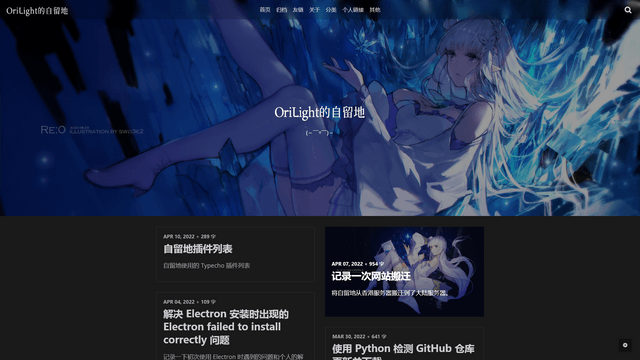 OriLight的自留地
首页 归档 友链 关于 分类 个人链接 其他
OriLight的自留地
RE:O
ILLUSTRATION BY SWD3E2
APR 10, 2022 • 289 字
自留地插件列表
自留地使用的 Typecho 插件列表
APR 07, 2022 • 954 字
记录一次网站搬迁
将自留地从香港服务器搬迁到了大陆服务器。
APR 04, 2022 • 109 字
解决 Electron 安装时出现的
Electron failed to install
correctly 问题
记录一下初次使用 Electron 时遇到的问题和个人的解
MAR 30, 2022 • 641 字
使用 Python 检测 GitHub 仓库
更新并下载